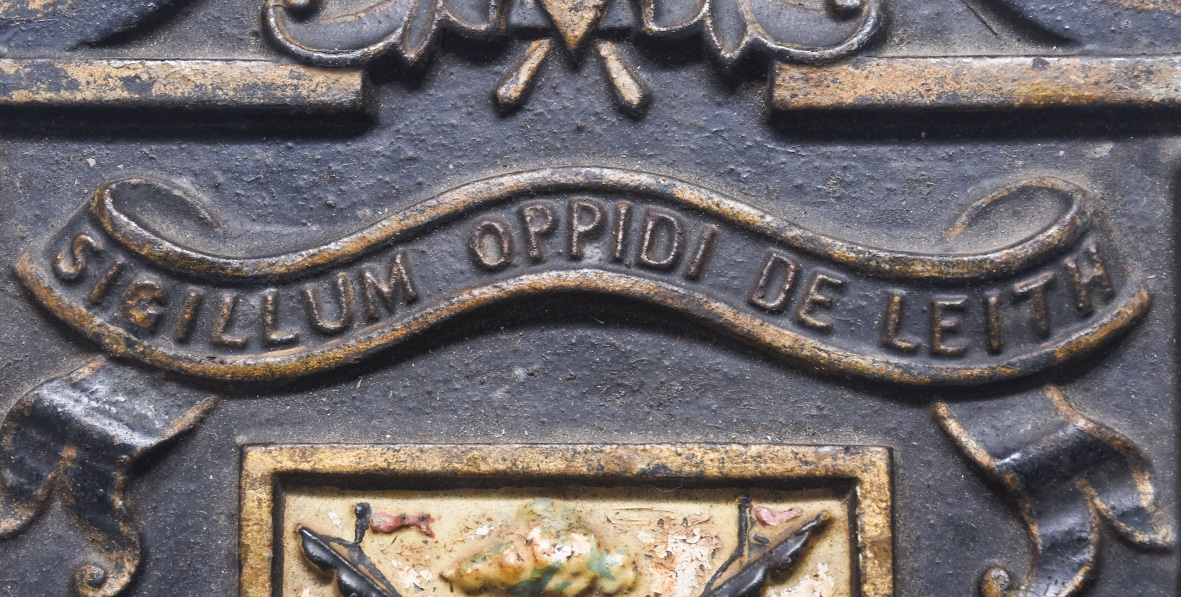 SIGILLUM OPPIDI DE LEITH